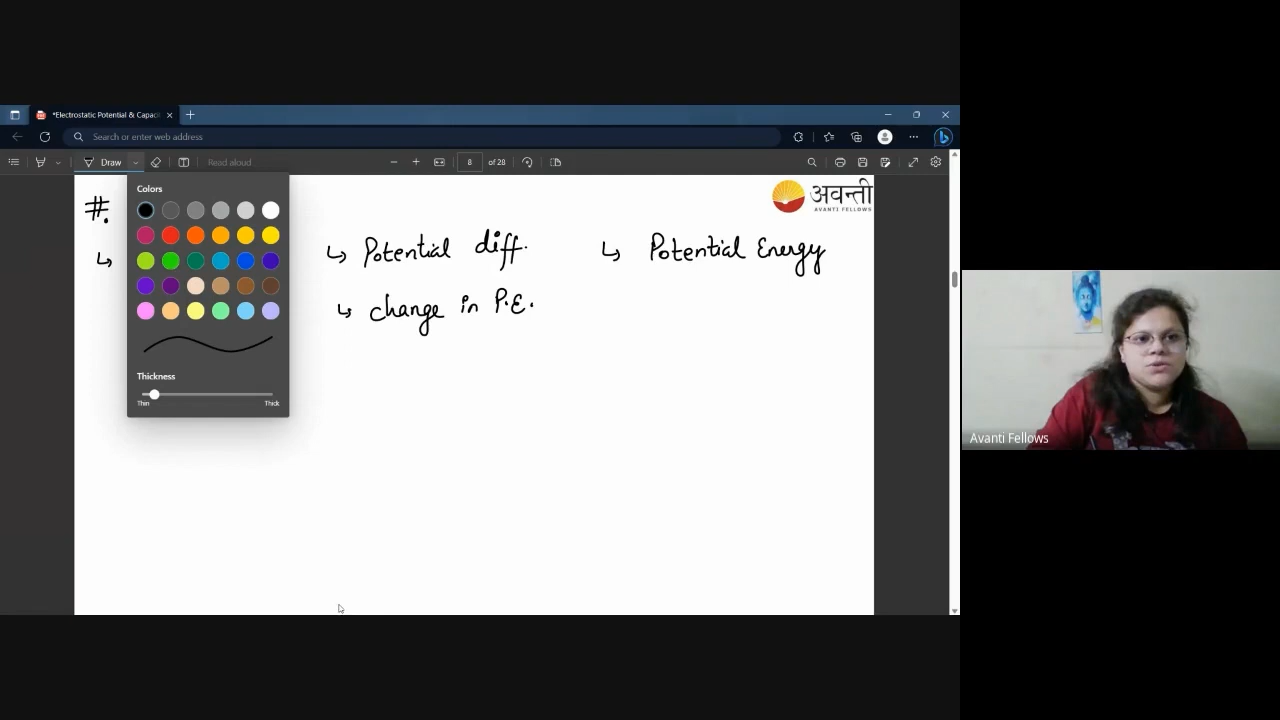 *Electrostatic Potential & Capaci
Search or enter web address
Draw
Read aloud
8 of 28
Colors
Thickness
Thin Thick
#.
अवन्ती
AVANTI FELLOWS
↳ ↳ Potential diff. ↳ Potential Energy
↳ change in P.E.
Avanti Fellows